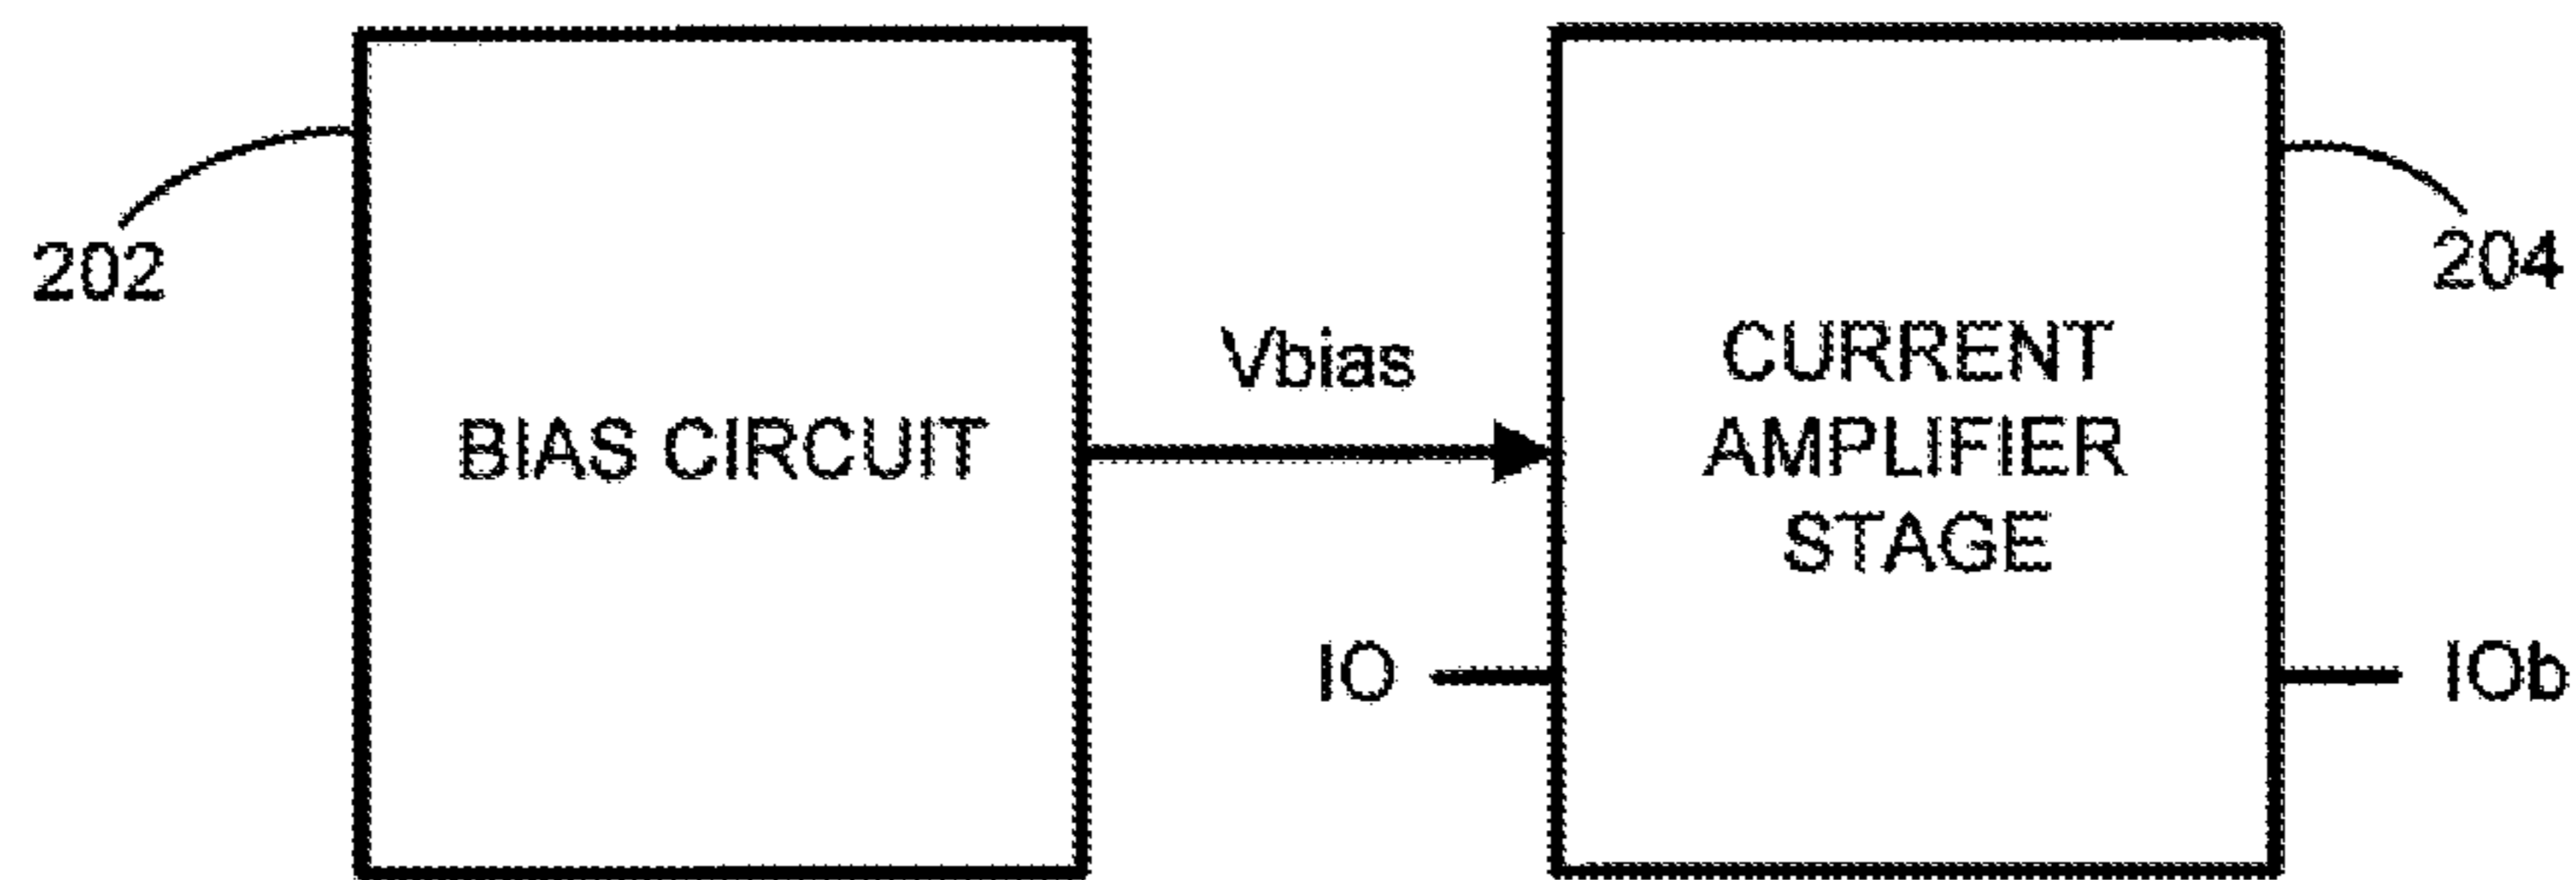 202
BIAS CIRCUIT
Vbias
CURRENT
AMPLIFIER
STAGE
204
IO
IOb